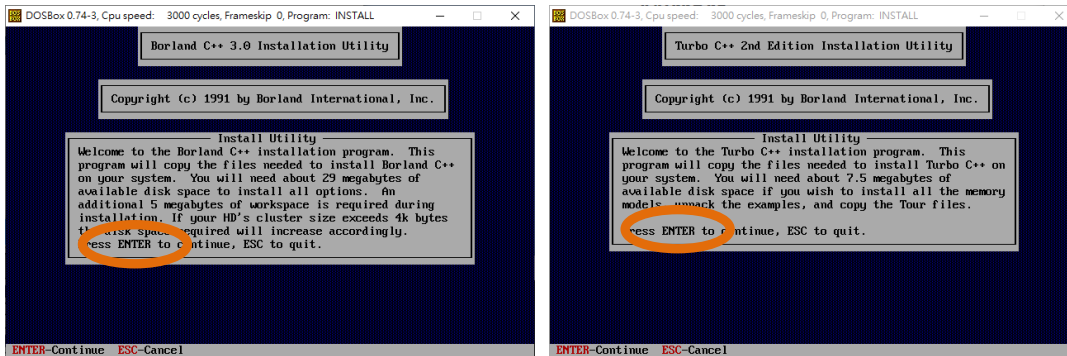 DOSBox 0.74-3, Cpu speed: 3000 cycles, Frameskip 0, Program: INSTALL
Borland C++ 3.0 Installation Utility
Copyright (c) 1991 by Borland International, Inc.
Install Utility
Welcome to the Borland C++ installation program. This
program will copy the files needed to install Borland C++
on your system. You will need about 29 megabytes of
available disk space to install all options. An
additional 5 megabytes of workspace is required during
installation. If your HD's cluster size exceeds 4k bytes
the disk space required will increase accordingly.
Press ENTER to continue, ESC to quit.
ENTER-Continue ESC-Cancel
DOSBox 0.74-3, Cpu speed: 3000 cycles, Frameskip 0, Program: INSTALL
Turbo C++ 2nd Edition Installation Utility
Copyright (c) 1991 by Borland International, Inc.
Install Utility
Welcome to the Turbo C++ installation program. This
program will copy the files needed to install Turbo C++ on
your system. You will need about 7.5 megabytes of
available disk space if you wish to install all the memory
models, unpack the examples, and copy the Tour files.
Press ENTER to continue, ESC to quit.
ENTER-Continue ESC-Cancel